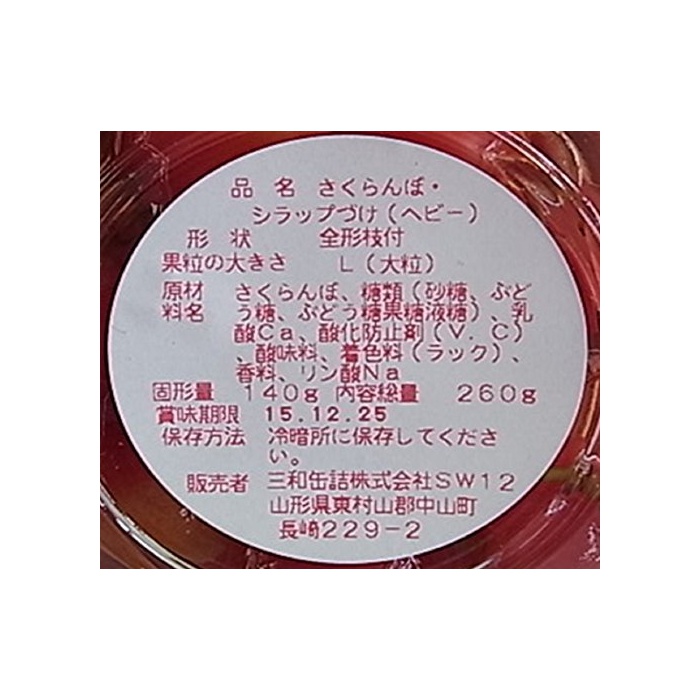 品 名 さくらんぼ・
シラップづけ（ヘビー）
形 状 全形枝付
果粒の大きさ L（大粒）
原材 さくらんぼ、糖類（砂糖、ぶど
料名 う糖、ぶどう糖果糖液糖）、乳
酸Ca、酸化防止剤（V．C）
、酸味料、着色料（ラック）、
香料、リン酸Na
固形量 140g 内容総量 260g
賞味期限 15.12.25
保存方法 冷暗所に保存してくださ
い。
販売者 三和缶詰株式会社SW12
山形県東村山郡中山町
長崎229-2